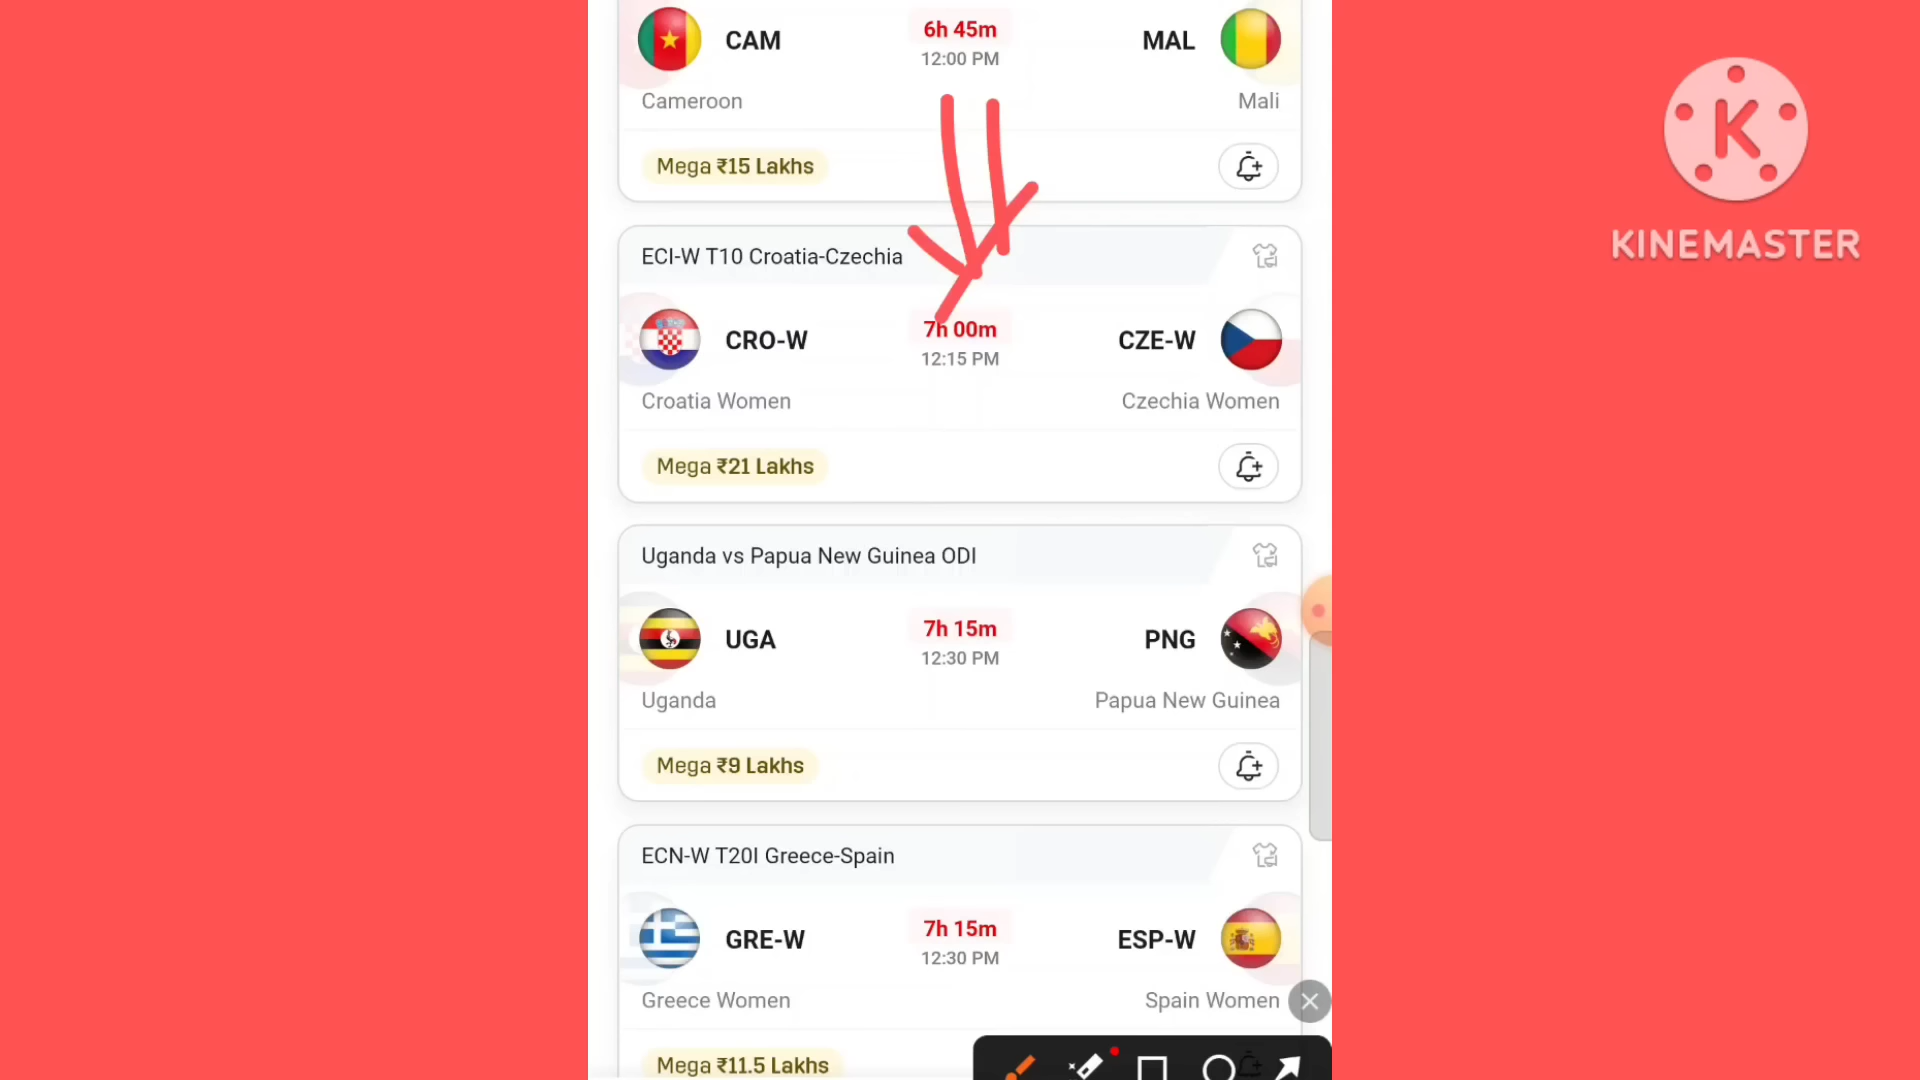 CAM
6h 45m
12:00 PM
MAL
Cameroon
Mali
Mega ₹15 Lakhs
ECI-W T10 Croatia-Czechia
CRO-W
7h 00m
12:15 PM
CZE-W
Croatia Women
Czechia Women
Mega ₹21 Lakhs
Uganda vs Papua New Guinea ODI
UGA
7h 15m
12:30 PM
PNG
Uganda
Papua New Guinea
Mega ₹9 Lakhs
ECN-W T20I Greece-Spain
GRE-W
7h 15m
12:30 PM
ESP-W
Greece Women
Spain Women
Mega ₹11.5 Lakhs
K
KINEMASTER